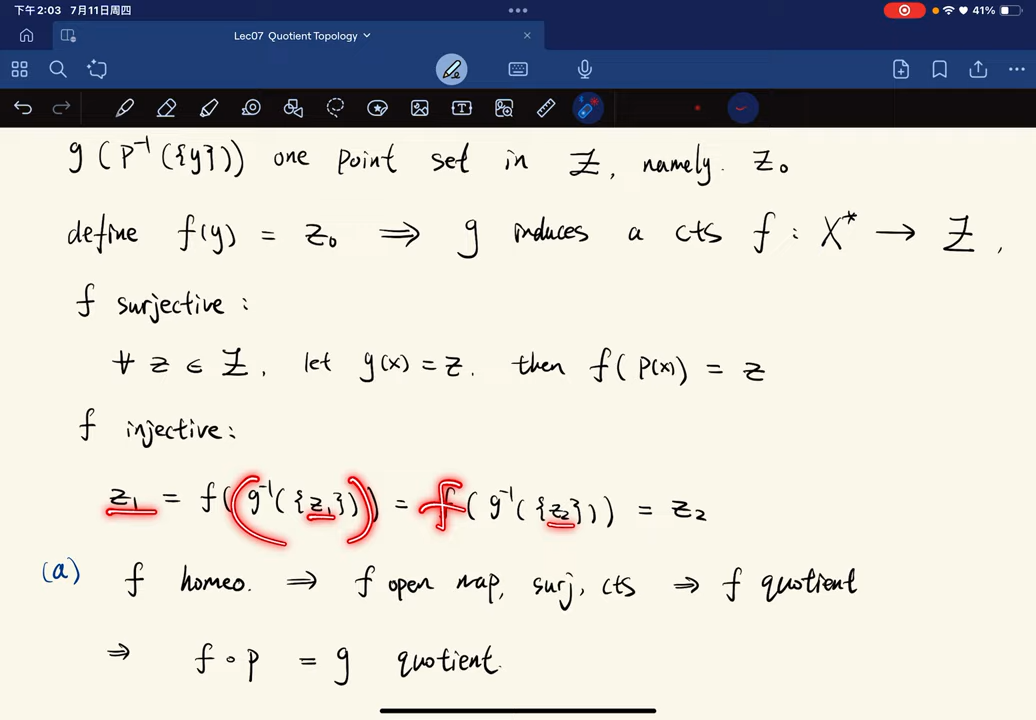 下午2:03 7月11日周四
41%
Lec07 Quotient Topology
g ( P⁻¹ ({y})) one point set in Z, namely. z₀
define f(y) = z₀ ⟹ g induces a cts f : X* → Z,
f surjective :
∀ z ∈ Z, let g(x) = z. then f( P(x)) = z
f injective :
z₁ = f( g⁻¹({z₁})) = f( g⁻¹({z₂})) = z₂
(a) f homeo. ⟹ f open map, surj, cts ⟹ f quotient
⟹ f ∘ p = g quotient.